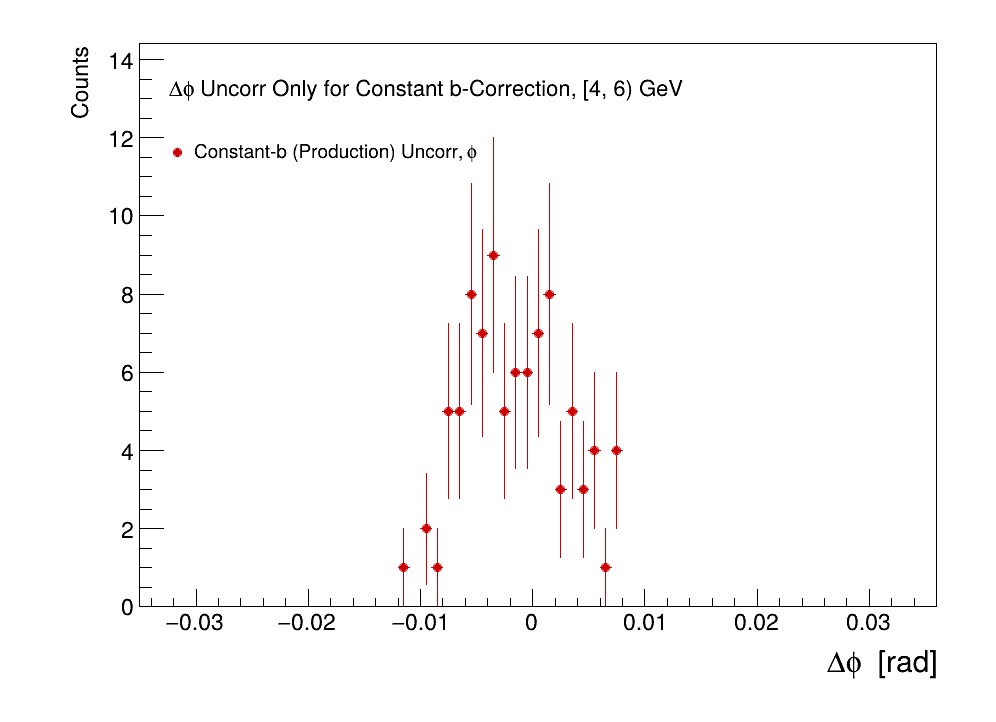 Counts
14
12
10
8
6
4
2
0
Δϕ Uncorr Only for Constant b-Correction, [4, 6) GeV
Constant-b (Production) Uncorr, ϕ
−0.03 −0.02 −0.01 0 0.01 0.02 0.03
Δϕ [rad]